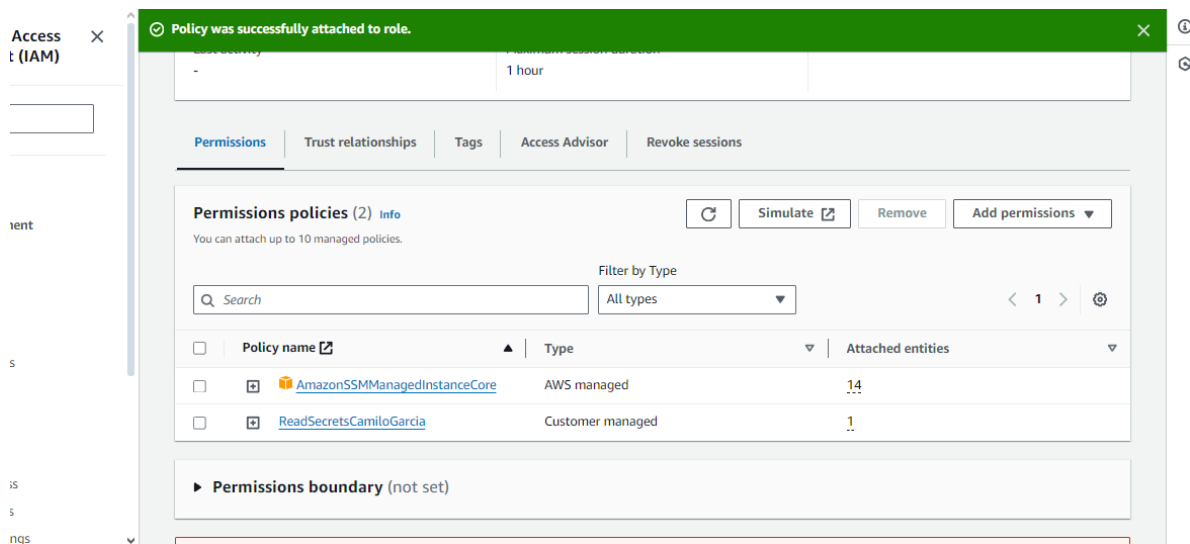 Access
t (IAM)
Policy was successfully attached to role.
-
1 hour
Permissions
Trust relationships
Tags
Access Advisor
Revoke sessions
Permissions policies (2) Info
You can attach up to 10 managed policies.
Simulate
Remove
Add permissions
Filter by Type
Search
All types
1
Policy name
Type
Attached entities
AmazonSSMManagedInstanceCore
AWS managed
14
ReadSecretsCamiloGarcia
Customer managed
1
Permissions boundary (not set)
nent
s
ss
s
ngs